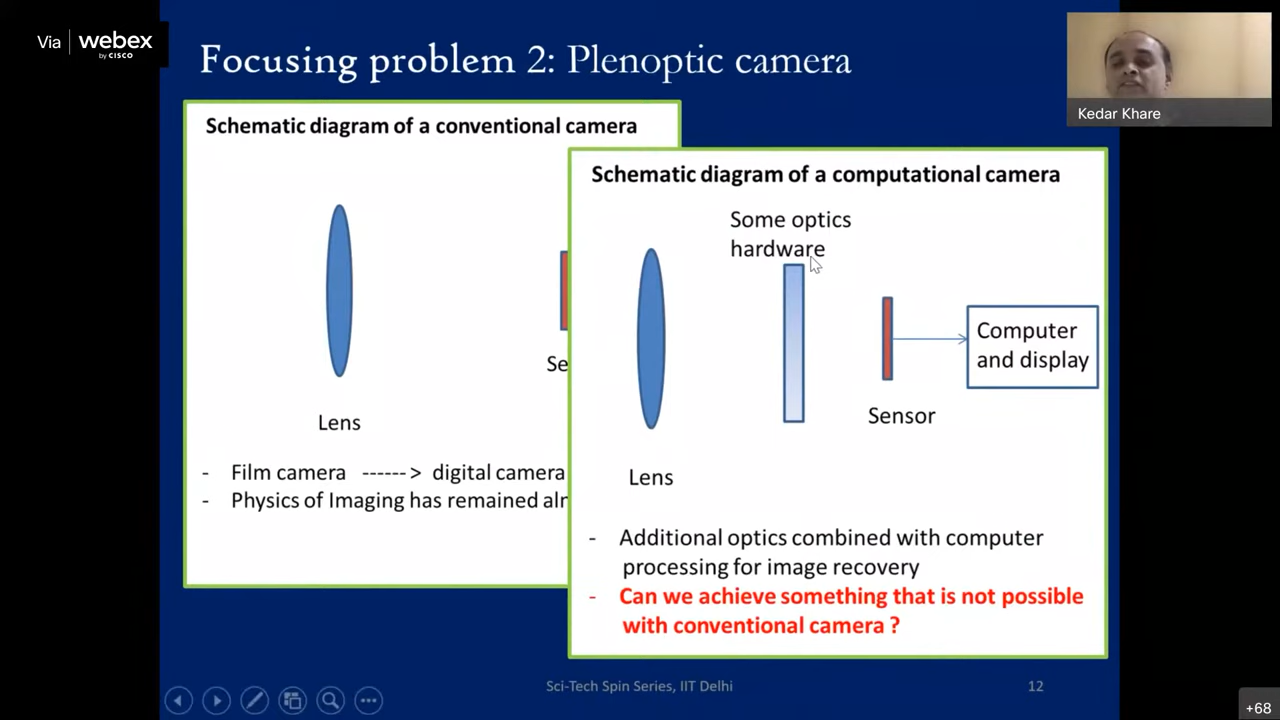 Via webex
by CISCO
Focusing problem 2: Plenoptic camera
Kedar Khare
Schematic diagram of a conventional camera
Lens
- Film camera ------ > digital camera
- Physics of Imaging has remained
Schematic diagram of a computational camera
Some optics
hardware
Lens
Sensor
Computer
and display
- Additional optics combined with computer
processing for image recovery
- Can we achieve something that is not possible
with conventional camera ?
Sci-Tech Spin Series, IIT Delhi
12
+68